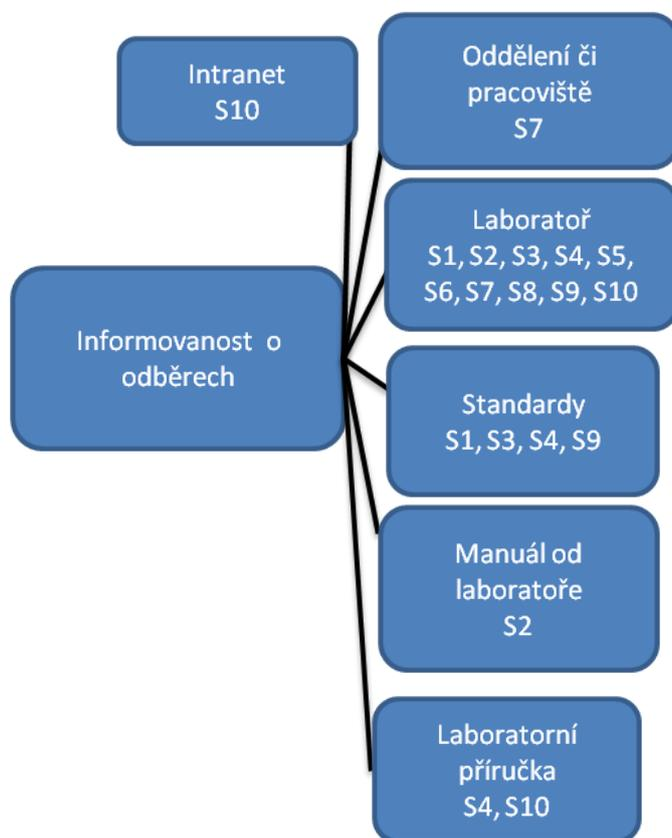 Intranet
S10
Oddělení či
pracoviště
S7
Laboratoř
S1, S2, S3, S4, S5,
S6, S7, S8, S9, S10
Informovanost o
odběrech
Standardy
S1, S3, S4, S9
Manuál od
laboratoře
S2
Laboratorní
příručka
S4, S10